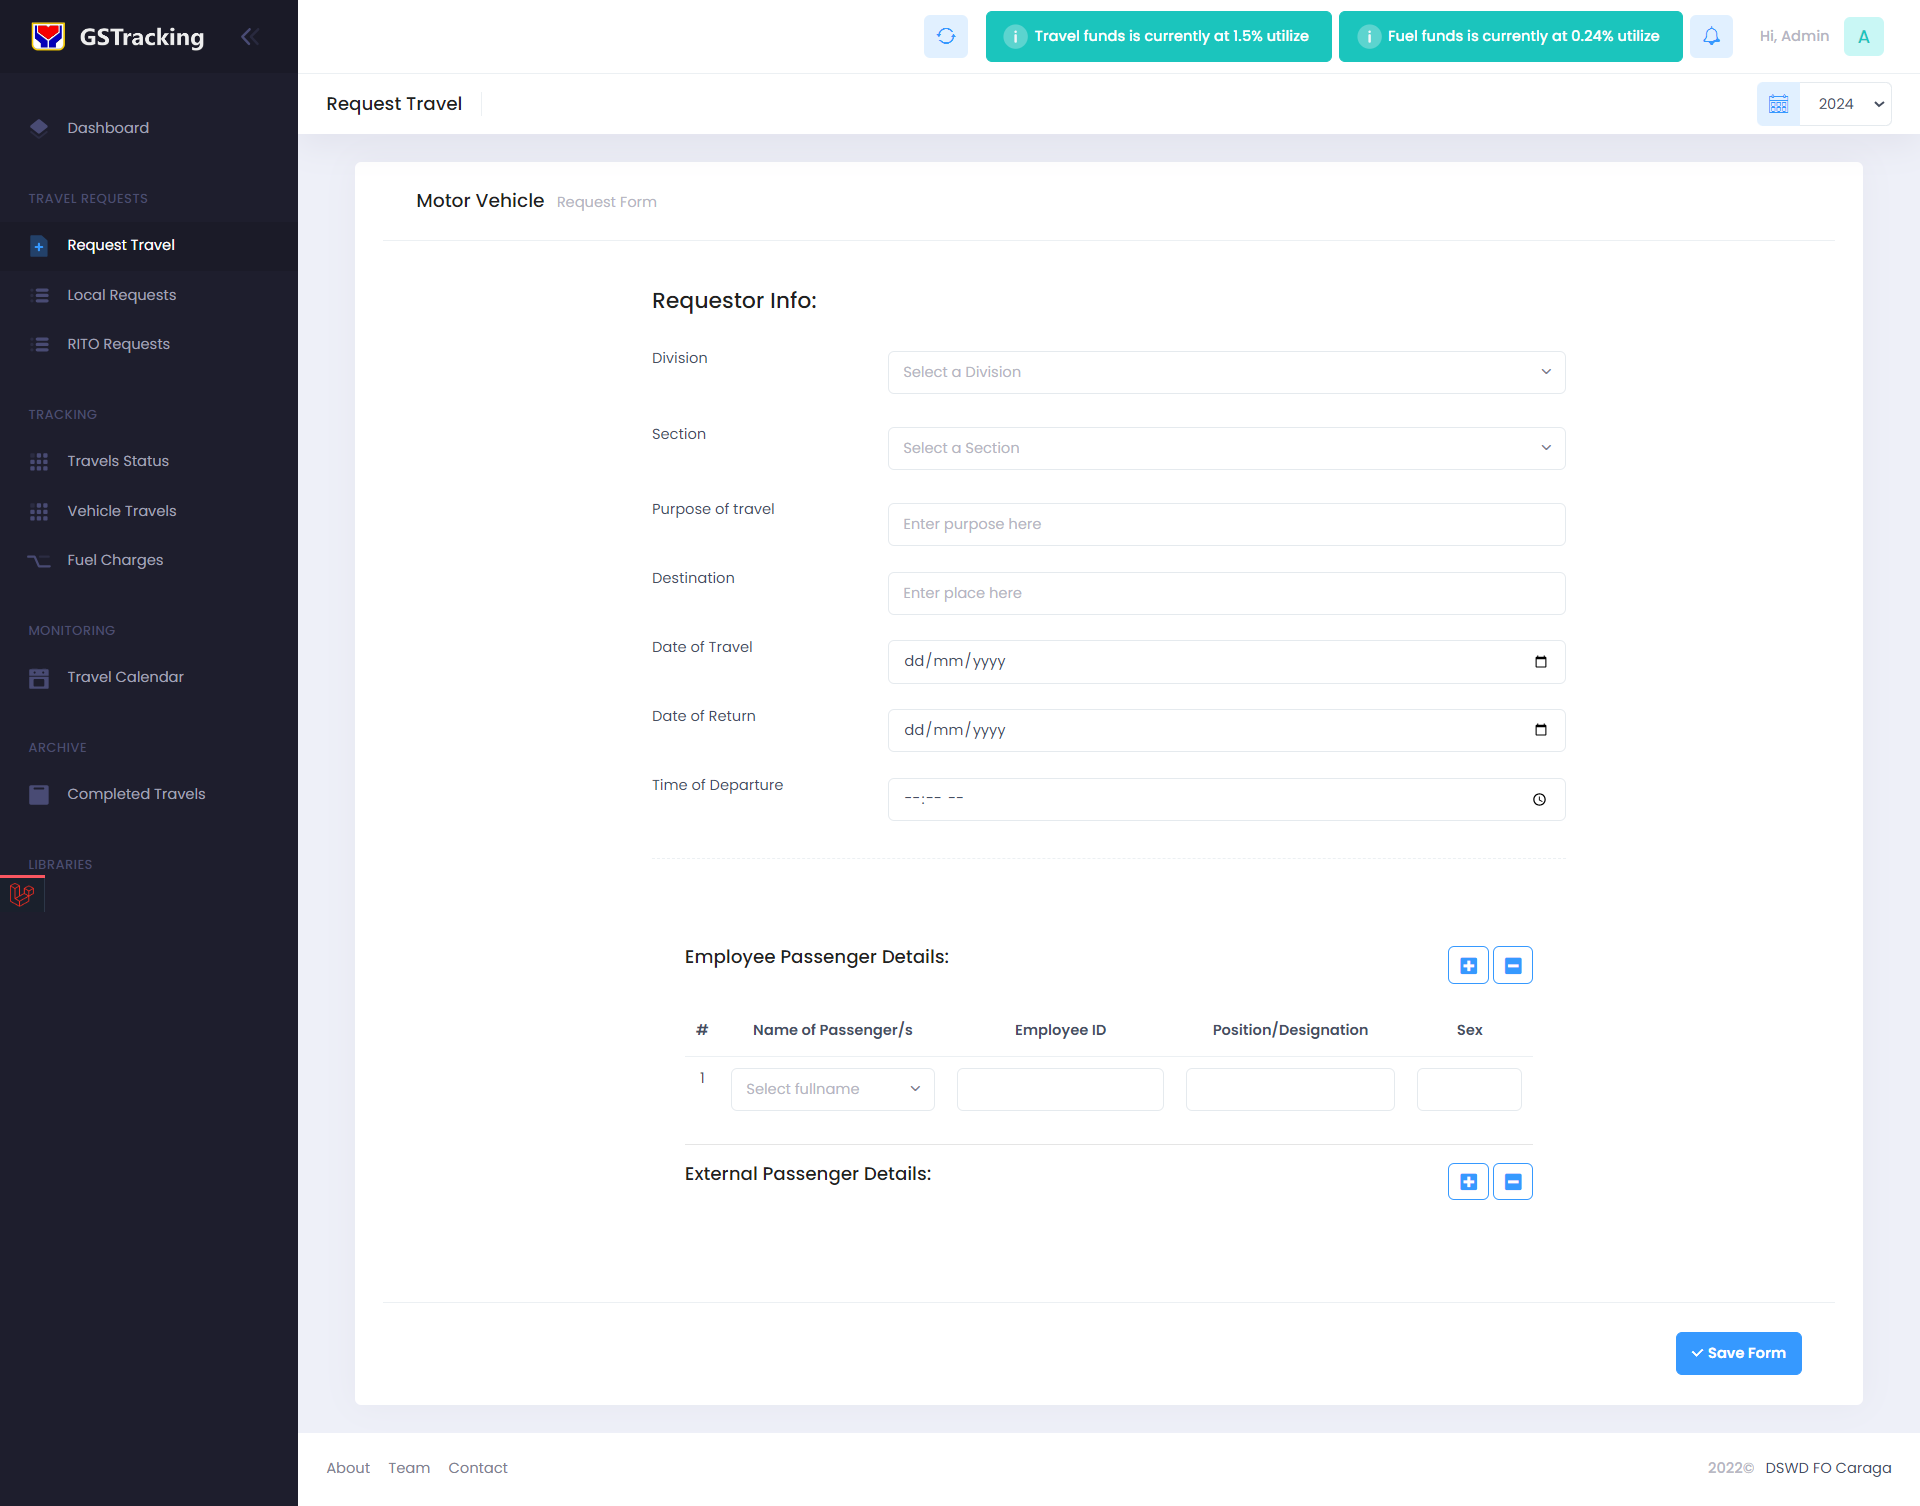 GSTracking
Travel funds is currently at 1.5% utilize
Fuel funds is currently at 0.24% utilize
Hi, Admin
A
Request Travel
2024
Dashboard
TRAVEL REQUESTS
Request Travel
Local Requests
RITO Requests
TRACKING
Travels Status
Vehicle Travels
Fuel Charges
MONITORING
Travel Calendar
ARCHIVE
Completed Travels
LIBRARIES
Motor Vehicle Request Form
Requestor Info:
Division
Select a Division
Section
Select a Section
Purpose of travel
Enter purpose here
Destination
Enter place here
Date of Travel
dd/mm/yyyy
Date of Return
dd/mm/yyyy
Time of Departure
--:-- --
Employee Passenger Details:
# Name of Passenger/s Employee ID Position/Designation Sex
1 Select fullname
External Passenger Details:
Save Form
About Team Contact
2022© DSWD FO Caraga